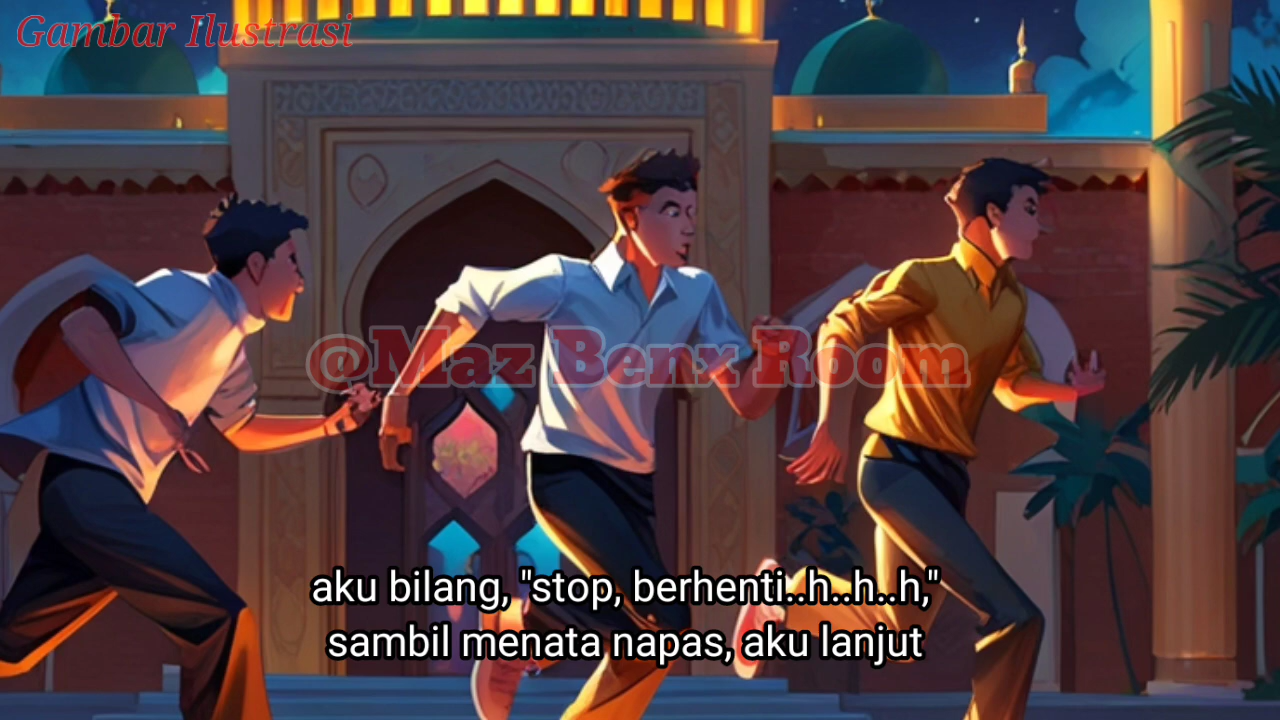 Gambar Ilustrasi
@Maz Benx Room
aku bilang, "stop, berhenti..h..h..h,"
sambil menata napas, aku lanjut